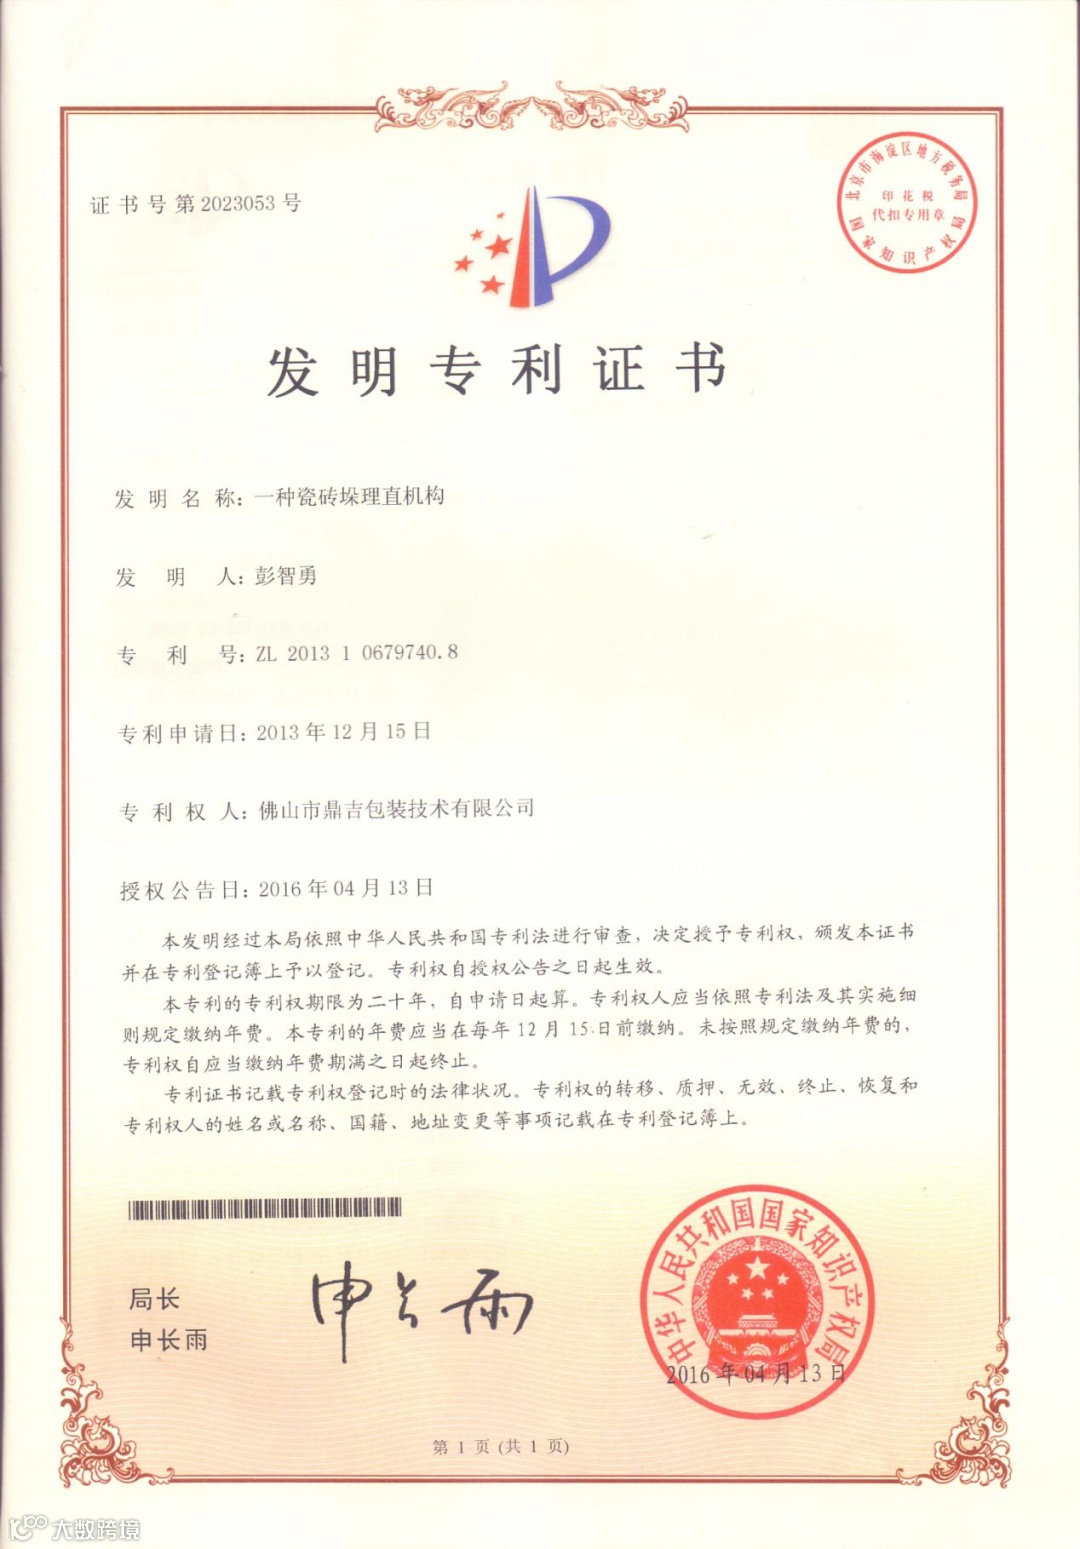 证书号第2023053号
北京市海淀区地方税务局
印花税
代扣专用章
国家知识产权局
发明专利证书
发明名称：一种瓷砖垛理直机构
发明人：彭智勇
专利号：ZL 2013 1 0679740.8
专利申请日：2013年12月15日
专利权人：佛山市鼎吉包装技术有限公司
授权公告日：2016年04月13日
本发明经过本局依照中华人民共和国专利法进行审查，决定授予专利权，颁发本证书
并在专利登记簿上予以登记。专利权自授权公告之日起生效。
本专利的专利权期限为二十年，自申请日起算。专利权人应当依照专利法及其实施细
则规定缴纳年费。本专利的年费应当在每年12月15日前缴纳。未按照规定缴纳年费的，
专利权自应当缴纳年费期满之日起终止。
专利证书记载专利权登记时的法律状况。专利权的转移、质押、无效、终止、恢复和
专利权人的姓名或名称、国籍、地址变更等事项记载在专利登记簿上。
局长
申长雨
申长雨
中华人民共和国国家知识产权局
2016年04月13日
第1页(共1页)
大数跨境